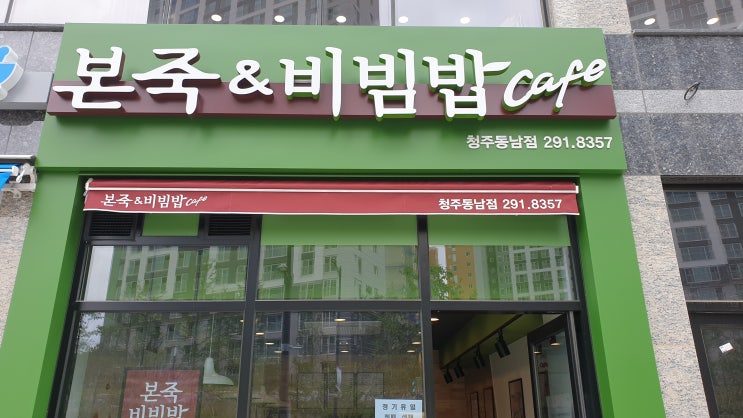 본죽&비빔밥cafe
청주동남점 291.8357
본죽&비빔밥cafe 청주동남점 291.8357
본죽
비빔밥
정기휴일